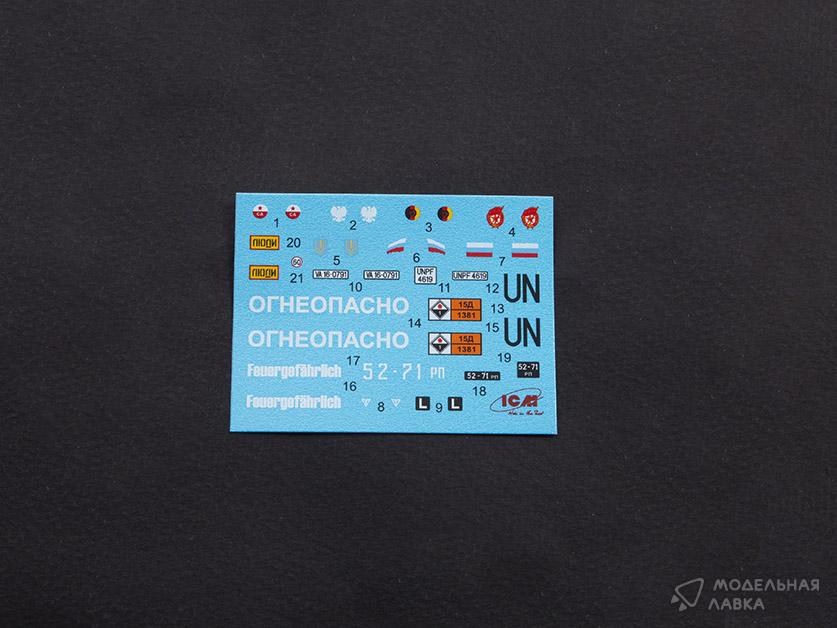 1 2 3 4
ЛЮДИ 20 5 6 7
ЛЮДИ 21 VA 16-0791 VA 16-0791 UNPF 4619 UNPF 4619 12 UN
10 11
ОГНЕОПАСНО 15Д 1381 13
14
ОГНЕОПАСНО 15Д 1381 15 UN
17 19
Feuergefährlich 52-71 РП 52-71 РП 52-71 РП
16 18
Feuergefährlich 8 L 9 L ICM
МОДЕЛЬНАЯ
ЛАВКА